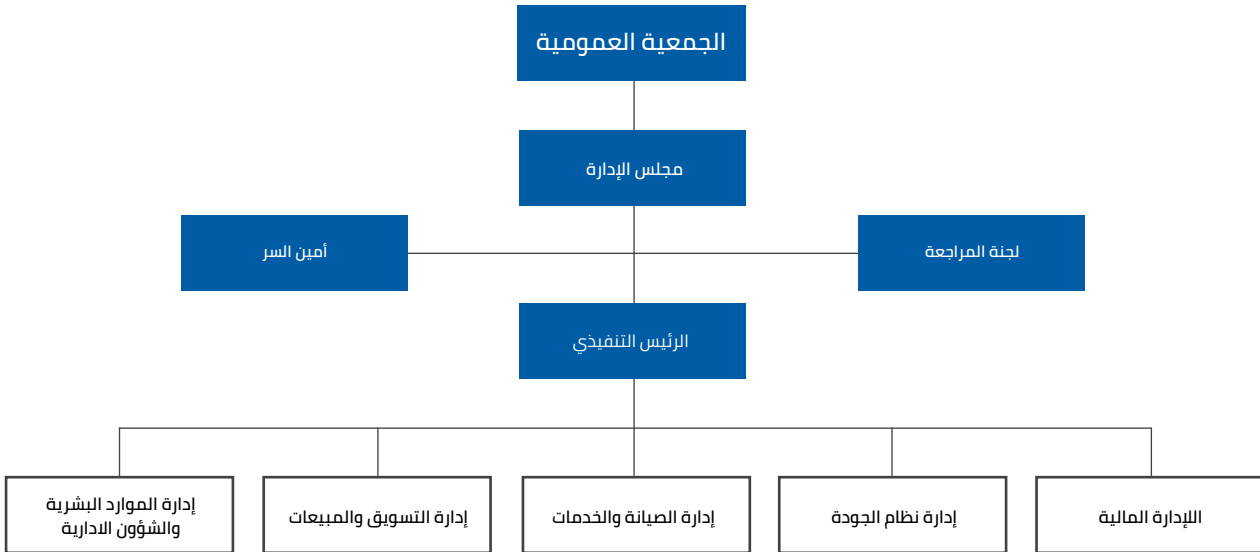 الجمعية العمومية
مجلس الإدارة
لجنة المراجعة
أمين السر
الرئيس التنفيذي
اللإدارة المالية
إدارة نظام الجودة
إدارة الصيانة والخدمات
إدارة التسويق والمبيعات
إدارة الموارد البشرية
والشؤون الادارية